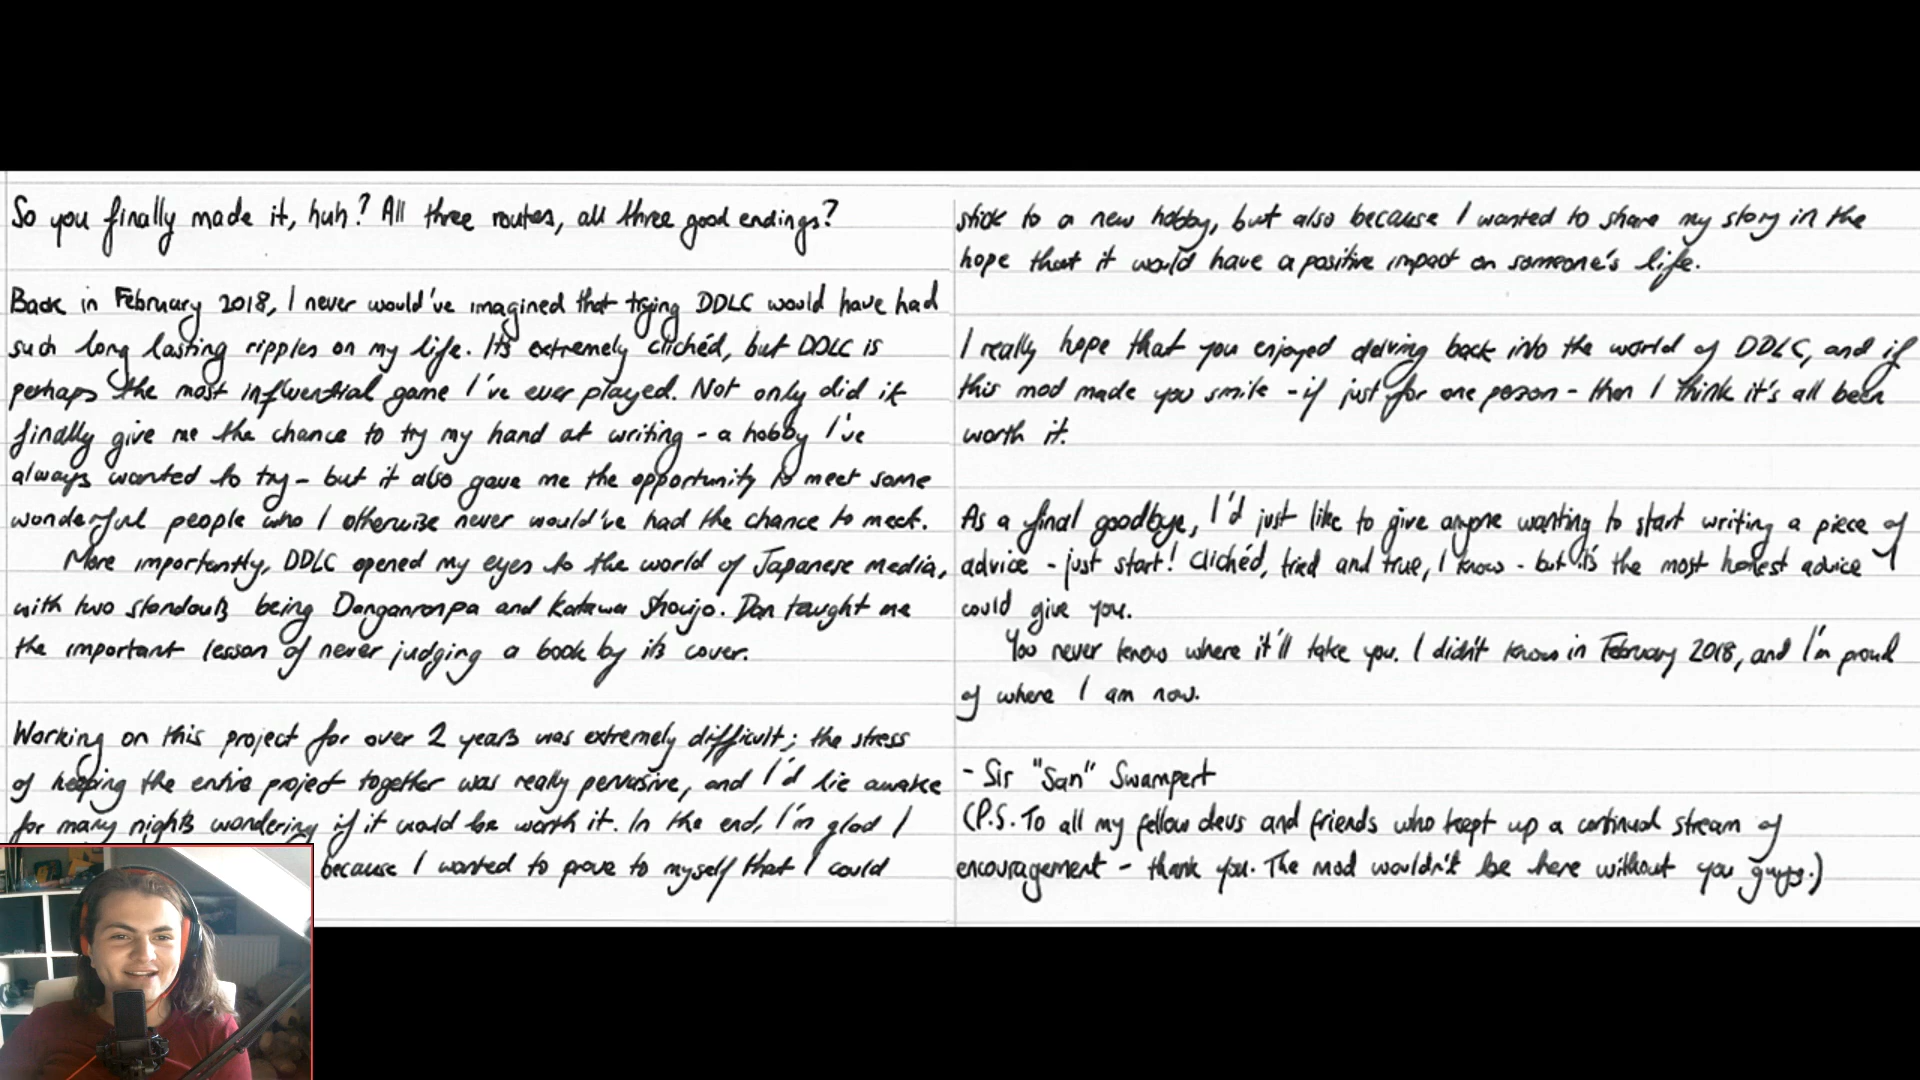 So you finally made it, huh? All three routes, all three good endings?
Back in February 2018, I never would've imagined that trying DDLC would have had
such long lasting ripples on my life. It's extremely clichéd, but DDLC is
perhaps the most influential game I've ever played. Not only did it
finally give me the chance to try my hand at writing - a hobby I've
always wanted to try - but it also gave me the opportunity to meet some
wonderful people who I otherwise never would've had the chance to meet.
More importantly, DDLC opened my eyes to the world of Japanese media,
with two standouts being Danganronpa and Katawa Shoujo. Dan taught me
the important lesson of never judging a book by its cover.
Working on this project for over 2 years was extremely difficult; the stress
of keeping the entire project together was really pervasive, and I'd lie awake
for many nights wondering if it would be worth it. In the end, I'm glad I
because I wanted to prove to myself that I could
stick to a new hobby, but also because I wanted to share my story in the
hope that it would have a positive impact on someone's life.
I really hope that you enjoyed delving back into the world of DDLC, and if
this mod made you smile - if just for one person - then I think it's all been
worth it.
As a final goodbye, I'd just like to give anyone wanting to start writing a piece of
advice - just start! Clichéd, tried and true, I know - but it's the most honest advice I
could give you.
You never know where it'll take you. I didn't know in February 2018, and I'm proud
of where I am now.
- Sir "San" Swampert
(P.S. To all my fellow devs and friends who kept up a continual stream of
encouragement - thank you. The mod wouldn't be here without you guys.)